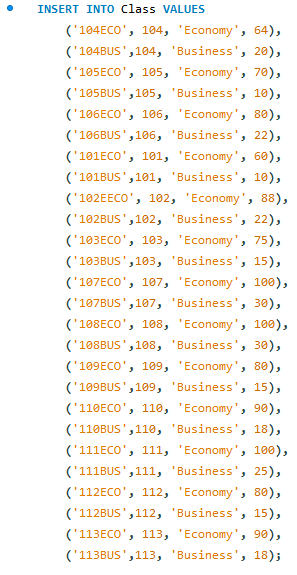 INSERT INTO Class VALUES
('104ECO', 104, 'Economy', 64),
('104BUS',104, 'Business', 20),
('105ECO', 105, 'Economy', 70),
('105BUS',105, 'Business', 10),
('106ECO', 106, 'Economy', 80),
('106BUS',106, 'Business', 22),
('101ECO', 101, 'Economy', 60),
('101BUS',101, 'Business', 10),
('102EECO', 102, 'Economy', 88),
('102BUS',102, 'Business', 22),
('103ECO', 103, 'Economy', 75),
('103BUS',103, 'Business', 15),
('107ECO', 107, 'Economy', 100),
('107BUS',107, 'Business', 30),
('108ECO', 108, 'Economy', 100),
('108BUS',108, 'Business', 30),
('109ECO', 109, 'Economy', 80),
('109BUS',109, 'Business', 15),
('110ECO', 110, 'Economy', 90),
('110BUS',110, 'Business', 18),
('111ECO', 111, 'Economy', 100),
('111BUS',111, 'Business', 25),
('112ECO', 112, 'Economy', 80),
('112BUS',112, 'Business', 15),
('113ECO', 113, 'Economy', 90),
('113BUS',113, 'Business', 18);